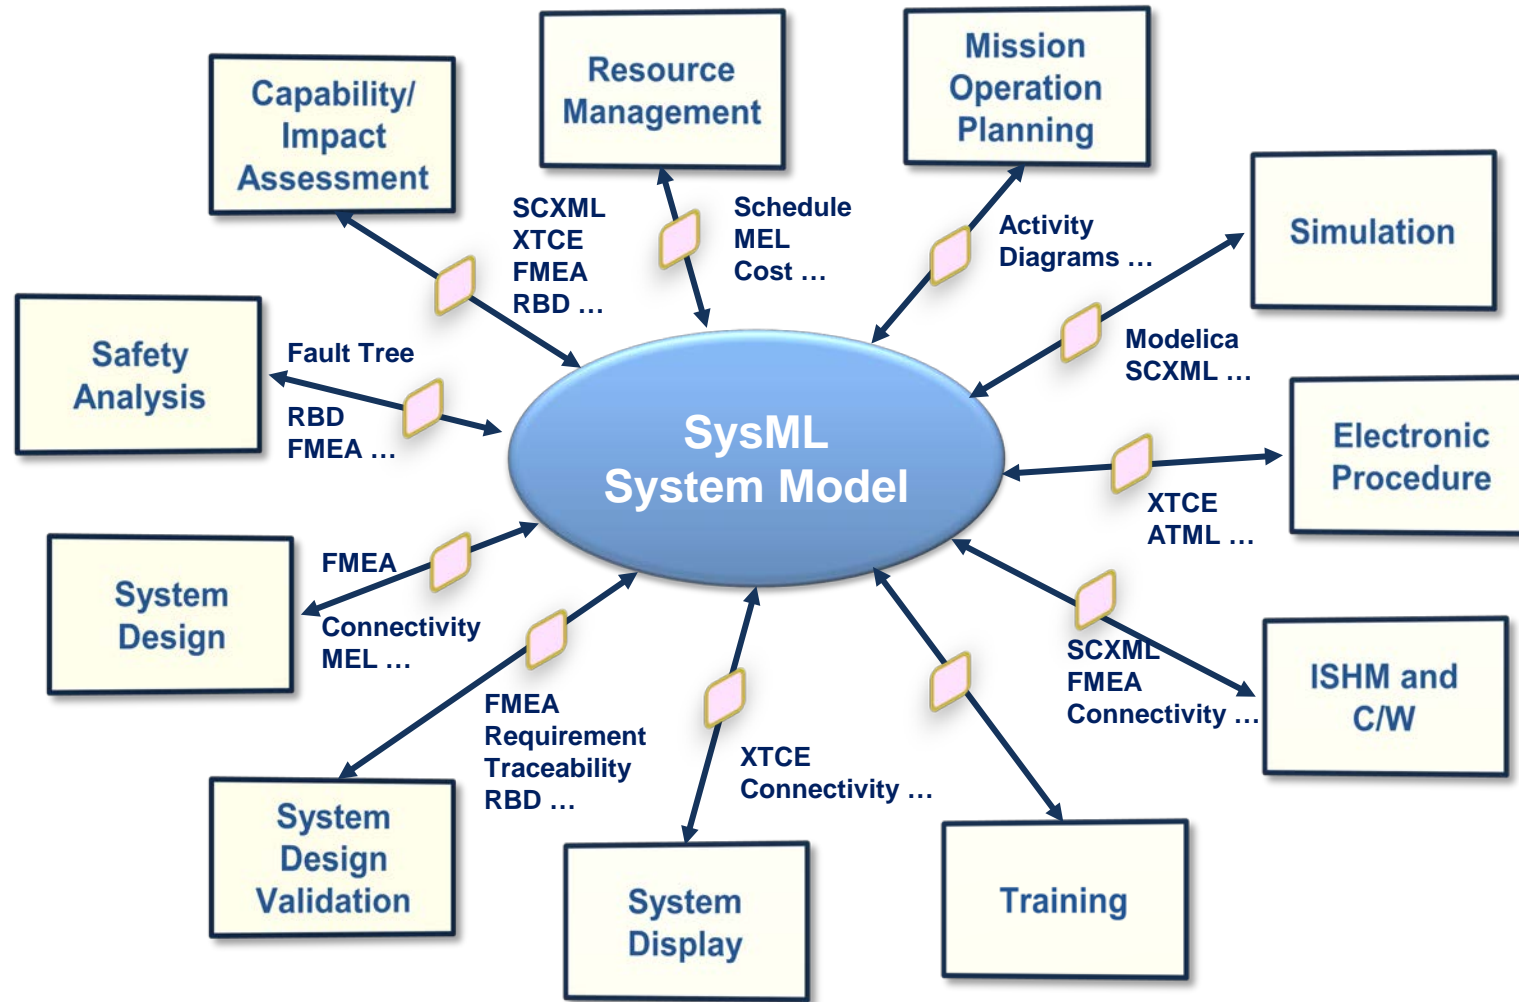 Capability/
Impact
Assessment
Resource
Management
Mission
Operation
Planning
Simulation
SCXML
XTCE
FMEA
RBD …
Schedule
MEL
Cost …
Activity
Diagrams …
Modelica
SCXML …
Safety
Analysis
Fault Tree
RBD
FMEA …
SysML
System Model
Electronic
Procedure
XTCE
ATML …
System
Design
FMEA
Connectivity
MEL …
SCXML
FMEA
Connectivity …
ISHM and
C/W
FMEA
Requirement
Traceability
RBD …
XTCE
Connectivity …
System
Design
Validation
System
Display
Training